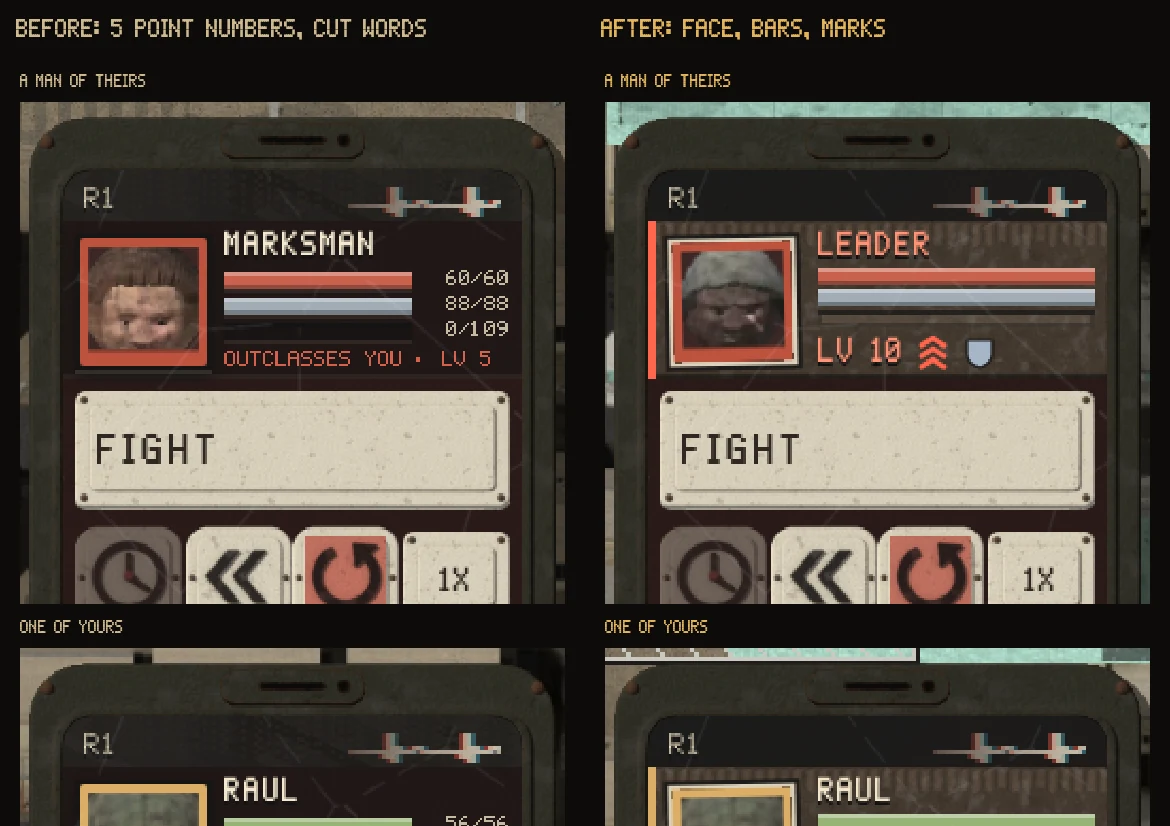 BEFORE: 5 POINT NUMBERS, CUT WORDS
AFTER: FACE, BARS, MARKS
A MAN OF THEIRS
A MAN OF THEIRS
R1
MARKSMAN
60/60
88/88
0/109
OUTCLASSES YOU · LV 5
FIGHT
1X
R1
LEADER
LV 10
FIGHT
1X
ONE OF YOURS
ONE OF YOURS
R1
RAUL
56/56
R1
RAUL